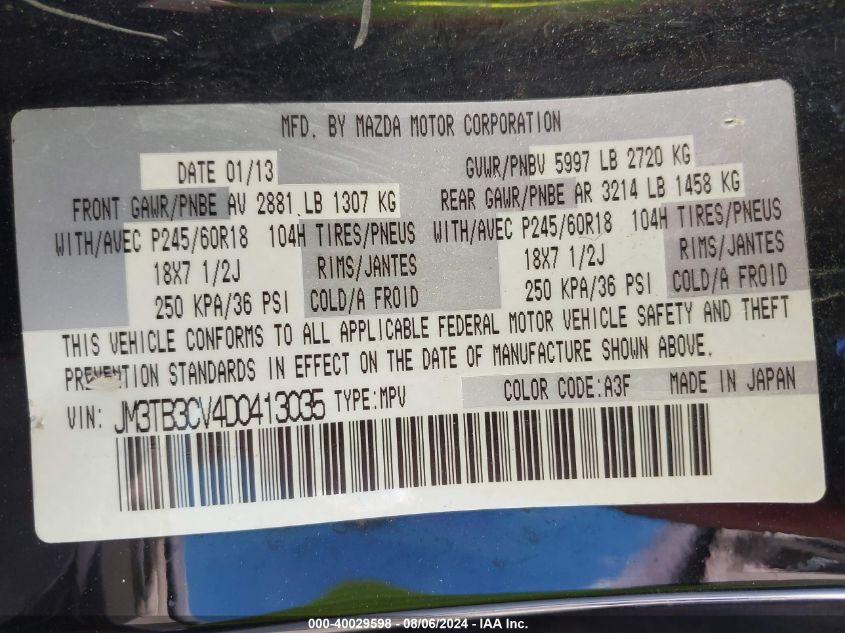 MFD. BY MAZDA MOTOR CORPORATION
DATE 01/13
GVWR/PNBV 5997 LB 2720 KG
FRONT GAWR/PNBE AV 2881 LB 1307 KG
REAR GAWR/PNBE AR 3214 LB 1458 KG
WITH/AVEC P245/60R18 104H TIRES/PNEUS
WITH/AVEC P245/60R18 104H TIRES/PNEUS
18X7 1/2J RIMS/JANTES
18X7 1/2J RIMS/JANTES
250 KPA/36 PSI COLD/A FROID
250 KPA/36 PSI COLD/A FROID
THIS VEHICLE CONFORMS TO ALL APPLICABLE FEDERAL MOTOR VEHICLE SAFETY AND THEFT
PREVENTION STANDARDS IN EFFECT ON THE DATE OF MANUFACTURE SHOWN ABOVE.
VIN: JM3TB3CV4D0413035 TYPE:MPV COLOR CODE:A3F MADE IN JAPAN
000-40029598 - 08/06/2024 - IAA Inc.